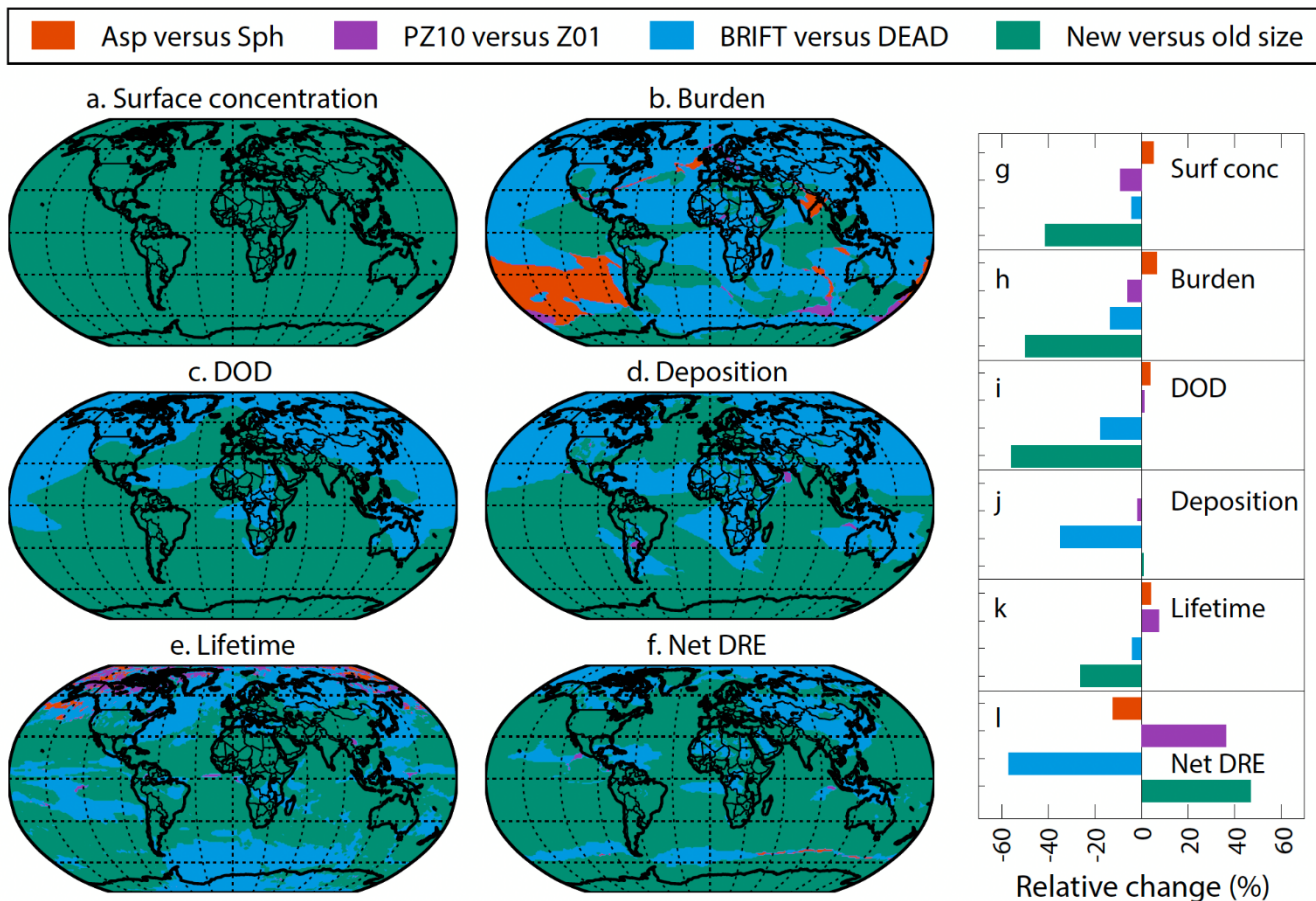 Asp versus Sph
PZ10 versus Z01
BRIFT versus DEAD
New versus old size
a. Surface concentration
b. Burden
c. DOD
d. Deposition
e. Lifetime
f. Net DRE
g
Surf conc
h
Burden
i
DOD
j
Deposition
k
Lifetime
l
Net DRE
-60
-40
-20
0
20
40
Relative change (%)